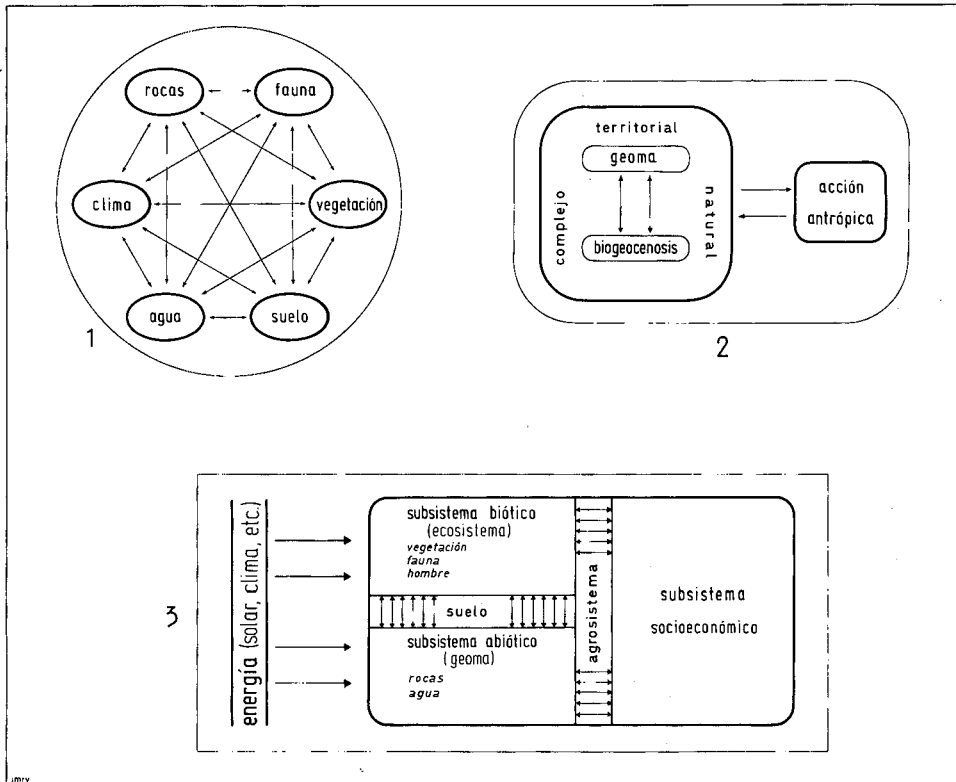 rocas
fauna
clima
vegetación
agua
suelo
1
territorial
geoma
complejo
natural
biogeocenosis
acción
antrópica
2
3
energía (solar, clima, etc.)
subsistema biótico
(ecosistema)
vegetación
fauna
hombre
suelo
subsistema abiótico
(geoma)
rocas
agua
agrosistema
subsistema
socioeconómico